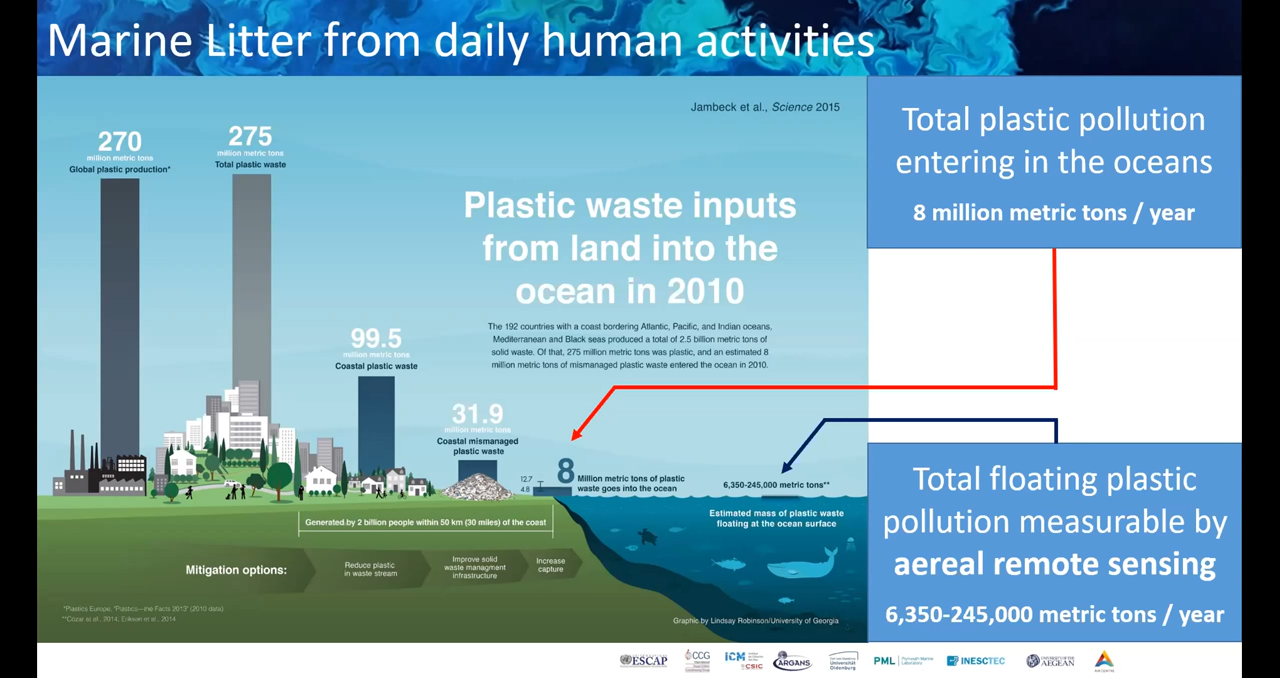 Marine Litter from daily human activities
Jambeck et al., Science 2015
270
million metric tons
Global plastic production*
275
million metric tons
Total plastic waste
99.5
million metric tons
Coastal plastic waste
31.9
million metric tons
Coastal mismanaged
plastic waste
Plastic waste inputs
from land into the
ocean in 2010
The 192 countries with a coast bordering Atlantic, Pacific, and Indian oceans,
Mediterranean and Black seas produced a total of 2.5 billion metric tons of
solid waste. Of that, 275 million metric tons was plastic, and an estimated 8
million metric tons of mismanaged plastic waste entered the ocean in 2010.
12.7
4.8
8
Million metric tons of plastic
waste goes into the ocean
6,350-245,000 metric tons**
Estimated mass of plastic waste
floating at the ocean surface
Generated by 2 billion people within 50 km (30 miles) of the coast
Mitigation options:
Reduce plastic
in waste stream
Improve solid
waste managment
infrastructure
Increase
capture
*Plastics Europe, "Plastics—the Facts 2013" (2010 data)
**Cozar et al., 2014, Eriksen et al., 2014
Graphic by Lindsay Robinson/University of Georgia
Total plastic pollution
entering in the oceans
8 million metric tons / year
Total floating plastic
pollution measurable by
aereal remote sensing
6,350-245,000 metric tons / year
ESCAP
CCG
ICM
CSIC
ARGANS
Universität
Oldenburg
PML
Plymouth Marine
Laboratory
INESCTEC
UNIVERSITY OF THE
AEGEAN